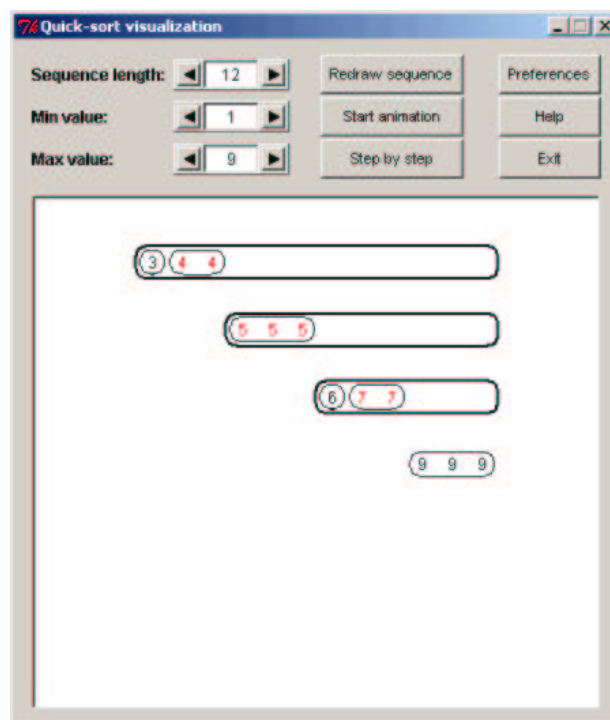 Quick-sort visualization
Sequence length: 12 Redraw sequence Preferences
Min value: 1 Start animation Help
Max value: 9 Step by step Exit
3 4 4
5 5 5
6 7 7
9 9 9